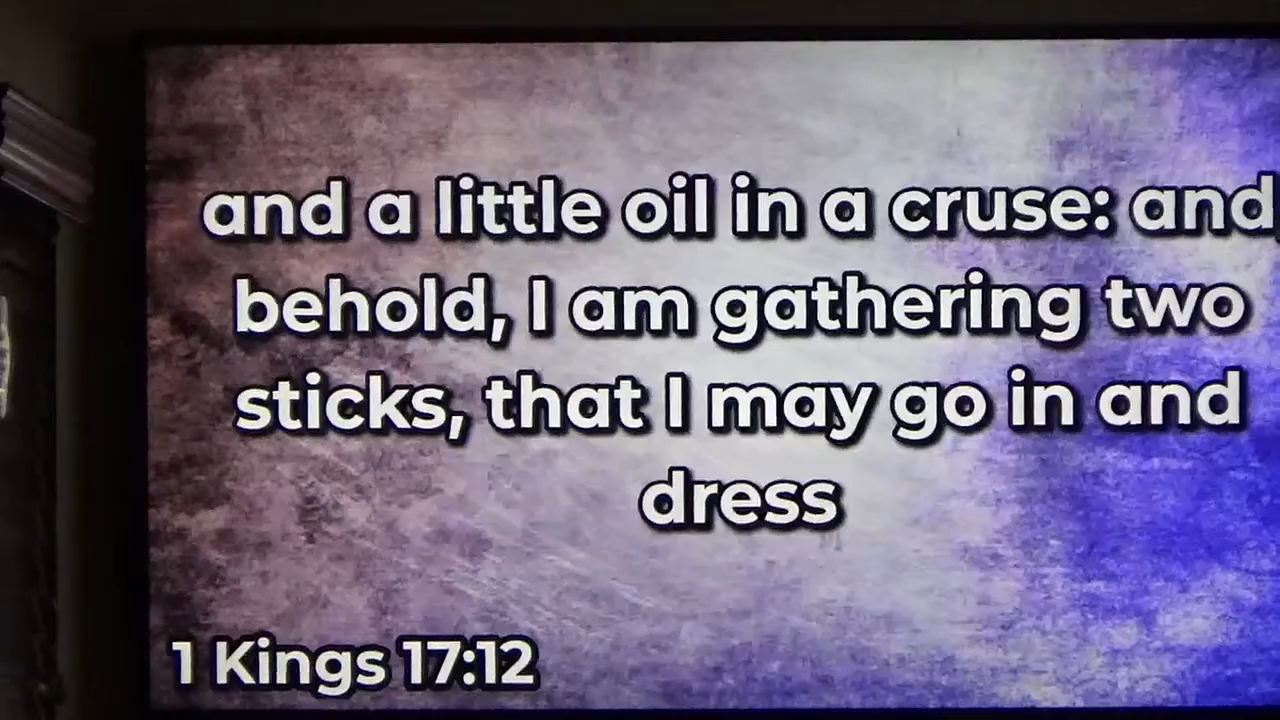 and a little oil in a cruse: and,
behold, I am gathering two
sticks, that I may go in and
dress
1 Kings 17:12